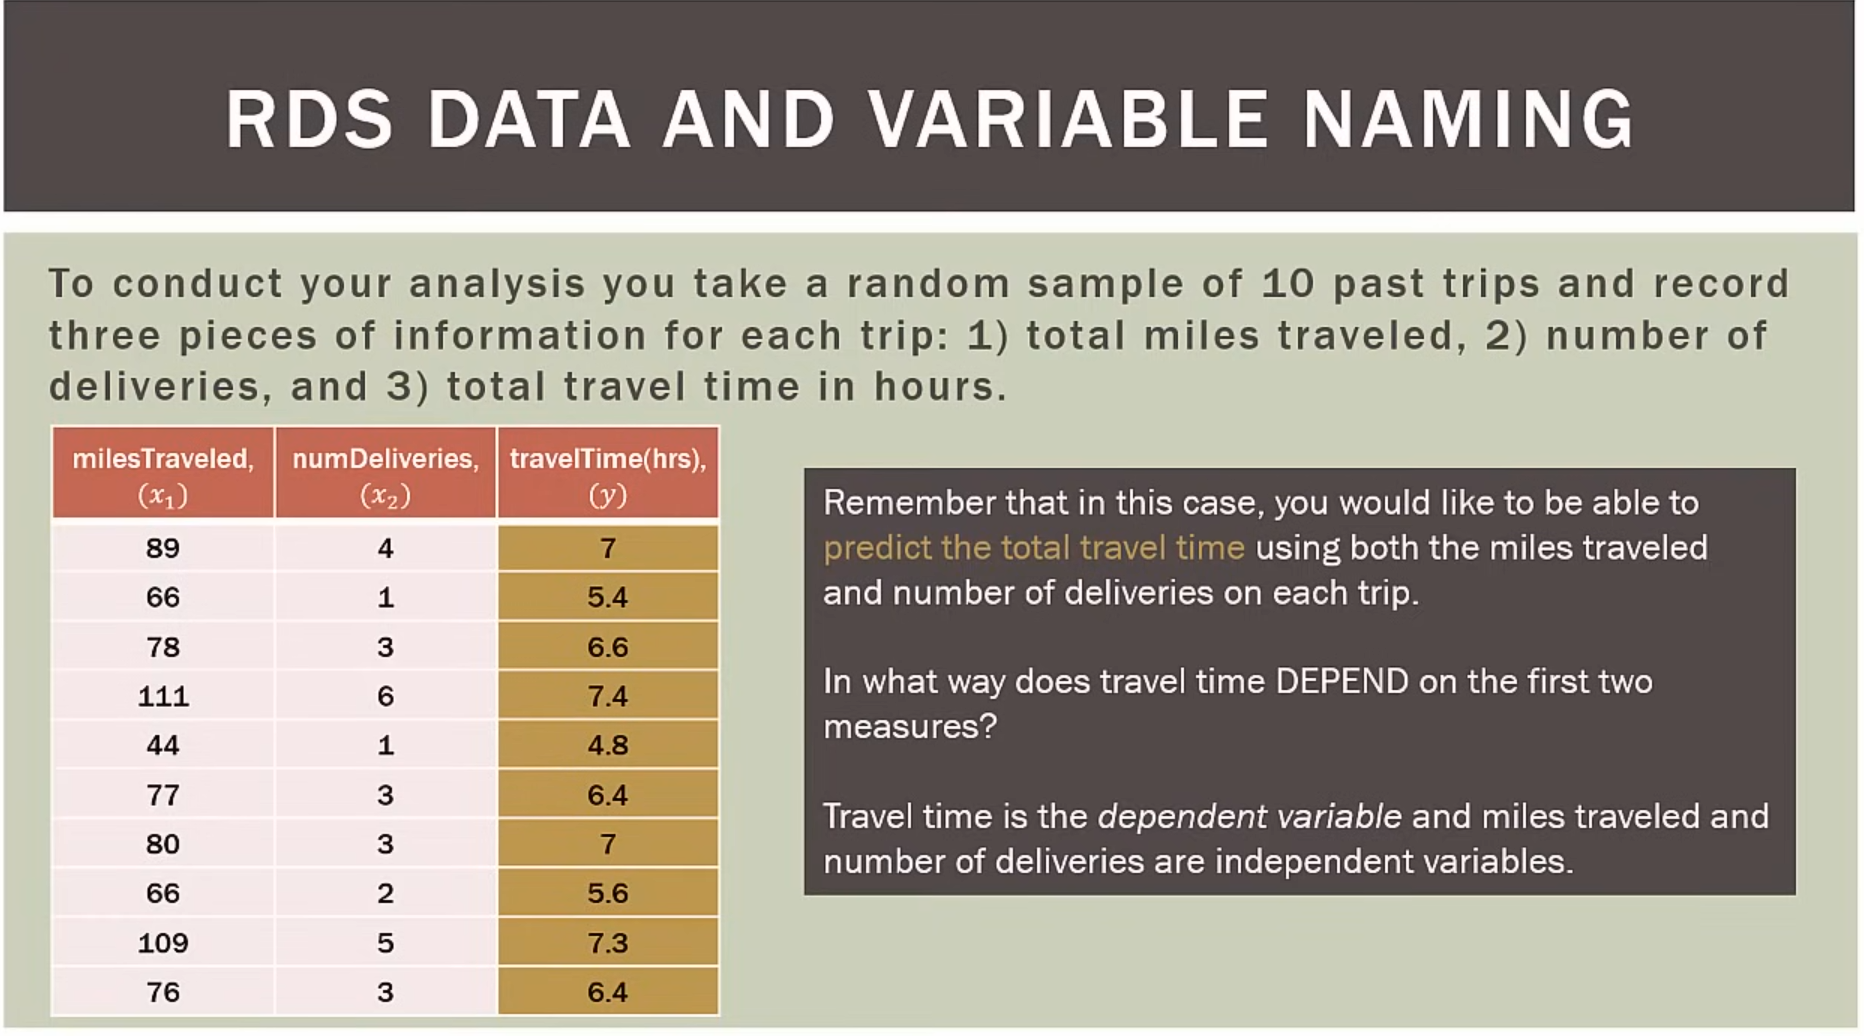 RDS DATA AND VARIABLE NAMING
To conduct your analysis you take a random sample of 10 past trips and record
three pieces of information for each trip: 1) total miles traveled, 2) number of
deliveries, and 3) total travel time in hours.
milesTraveled, numDeliveries, travelTime(hrs),
(x₁) (x₂) (y)
89 4 7
66 1 5.4
78 3 6.6
111 6 7.4
44 1 4.8
77 3 6.4
80 3 7
66 2 5.6
109 5 7.3
76 3 6.4
Remember that in this case, you would like to be able to
predict the total travel time using both the miles traveled
and number of deliveries on each trip.
In what way does travel time DEPEND on the first two
measures?
Travel time is the dependent variable and miles traveled and
number of deliveries are independent variables.